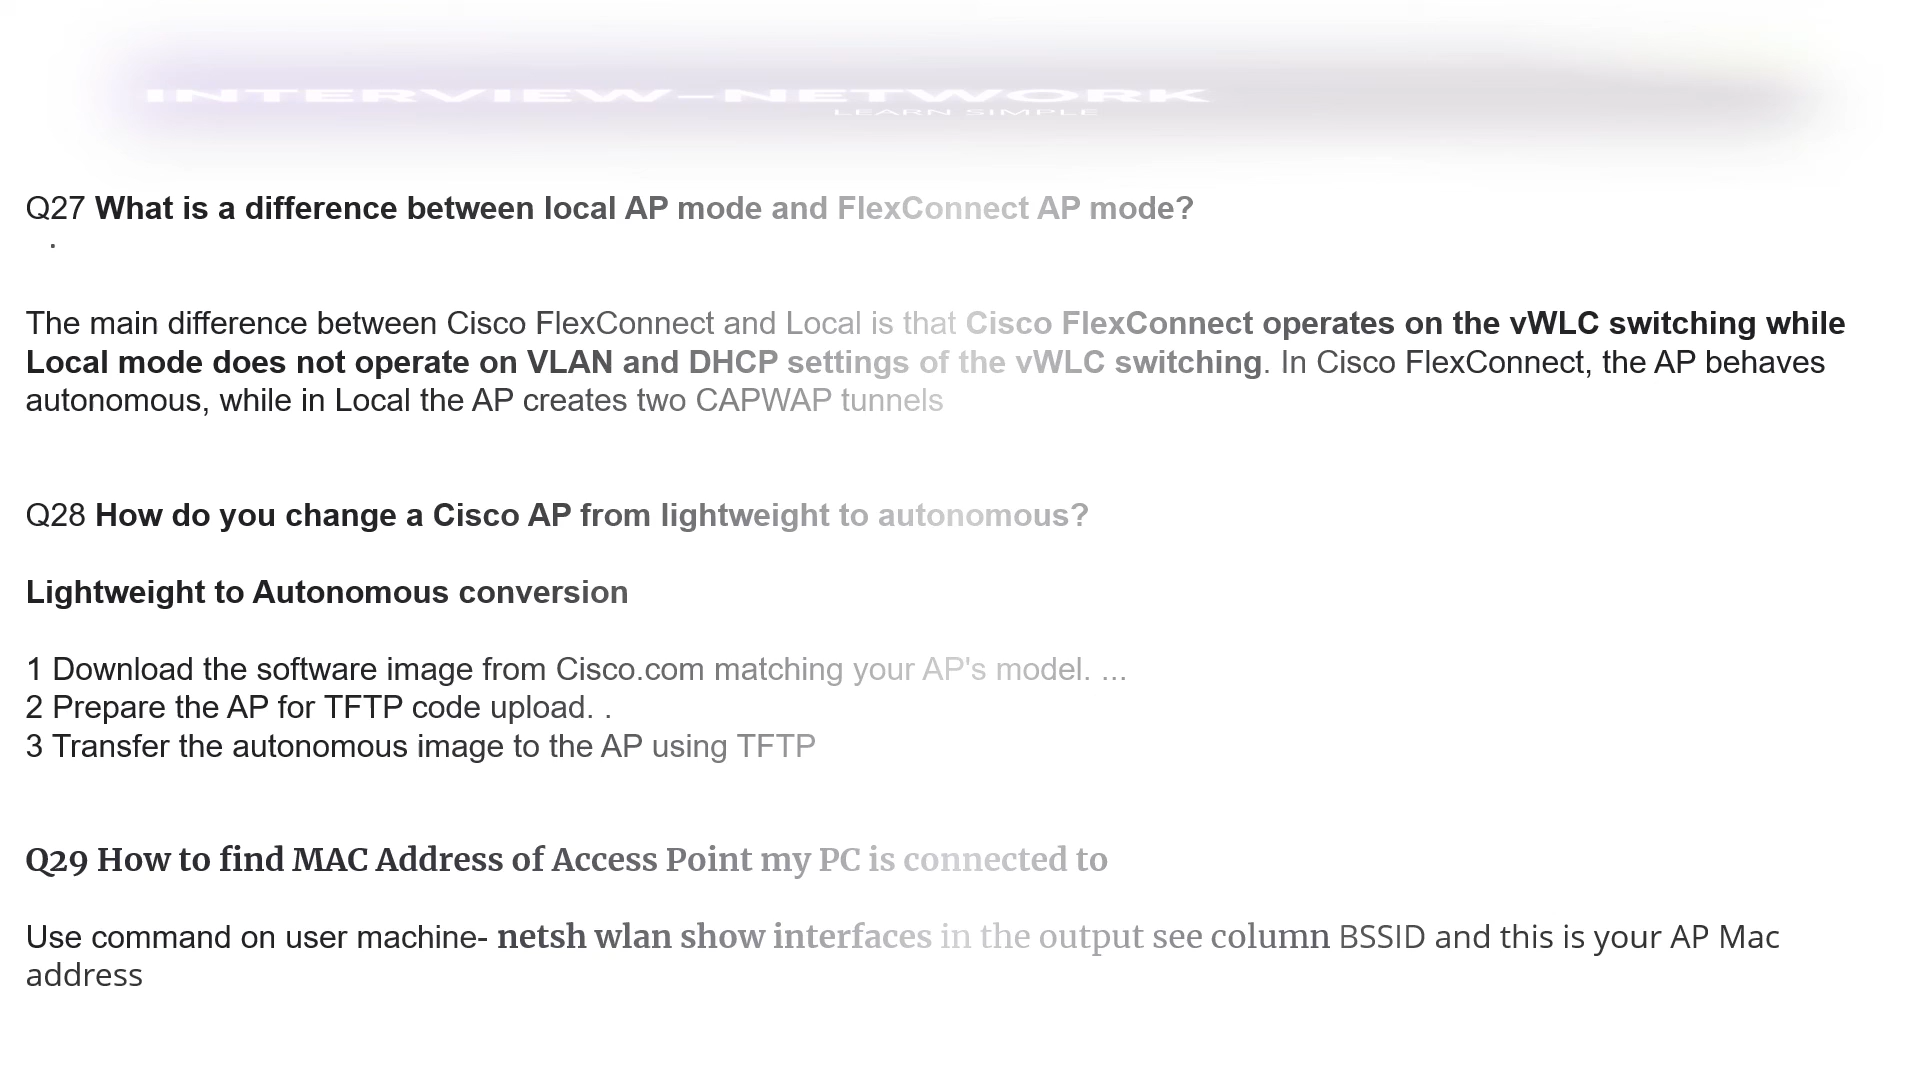 INTERVIEW-NETWORK
LEARN SIMPLE
Q27 What is a difference between local AP mode and FlexConnect AP mode?
.
The main difference between Cisco FlexConnect and Local is that Cisco FlexConnect operates on the vWLC switching while
Local mode does not operate on VLAN and DHCP settings of the vWLC switching. In Cisco FlexConnect, the AP behaves
autonomous, while in Local the AP creates two CAPWAP tunnels
Q28 How do you change a Cisco AP from lightweight to autonomous?
Lightweight to Autonomous conversion
1 Download the software image from Cisco.com matching your AP's model. ...
2 Prepare the AP for TFTP code upload. .
3 Transfer the autonomous image to the AP using TFTP
Q29 How to find MAC Address of Access Point my PC is connected to
Use command on user machine- netsh wlan show interfaces in the output see column BSSID and this is your AP Mac
address